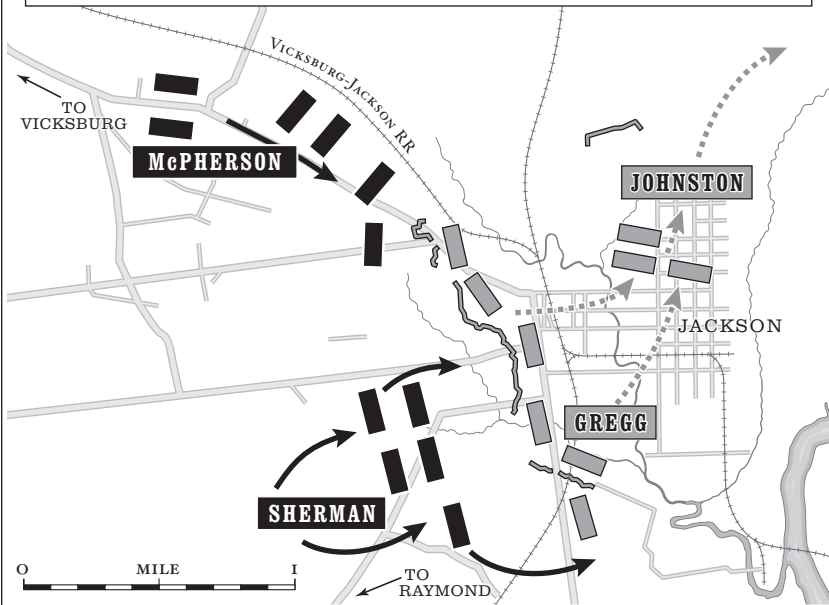 VICKSBURG-JACKSON RR
TO
VICKSBURG
McPHERSON
JOHNSTON
JACKSON
GREGG
SHERMAN
O MILE I
TO
RAYMOND